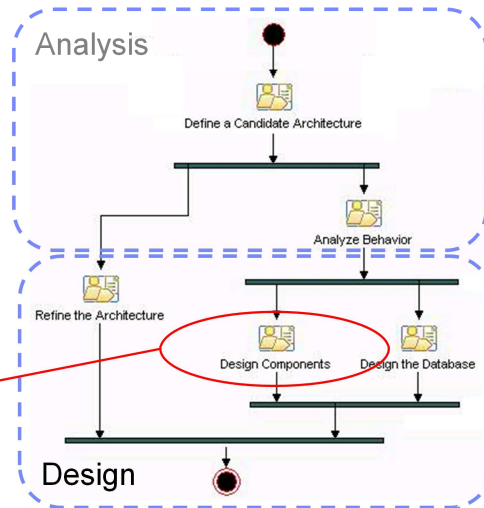 Analysis
Define a Candidate Architecture
Analyze Behavior
Refine the Architecture
Design Components
Design the Database
Design